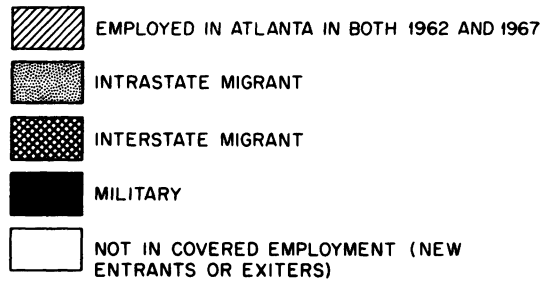 EMPLOYED IN ATLANTA IN BOTH 1962 AND 1967
INTRASTATE MIGRANT
INTERSTATE MIGRANT
MILITARY
NOT IN COVERED EMPLOYMENT (NEW
ENTRANTS OR EXITERS)